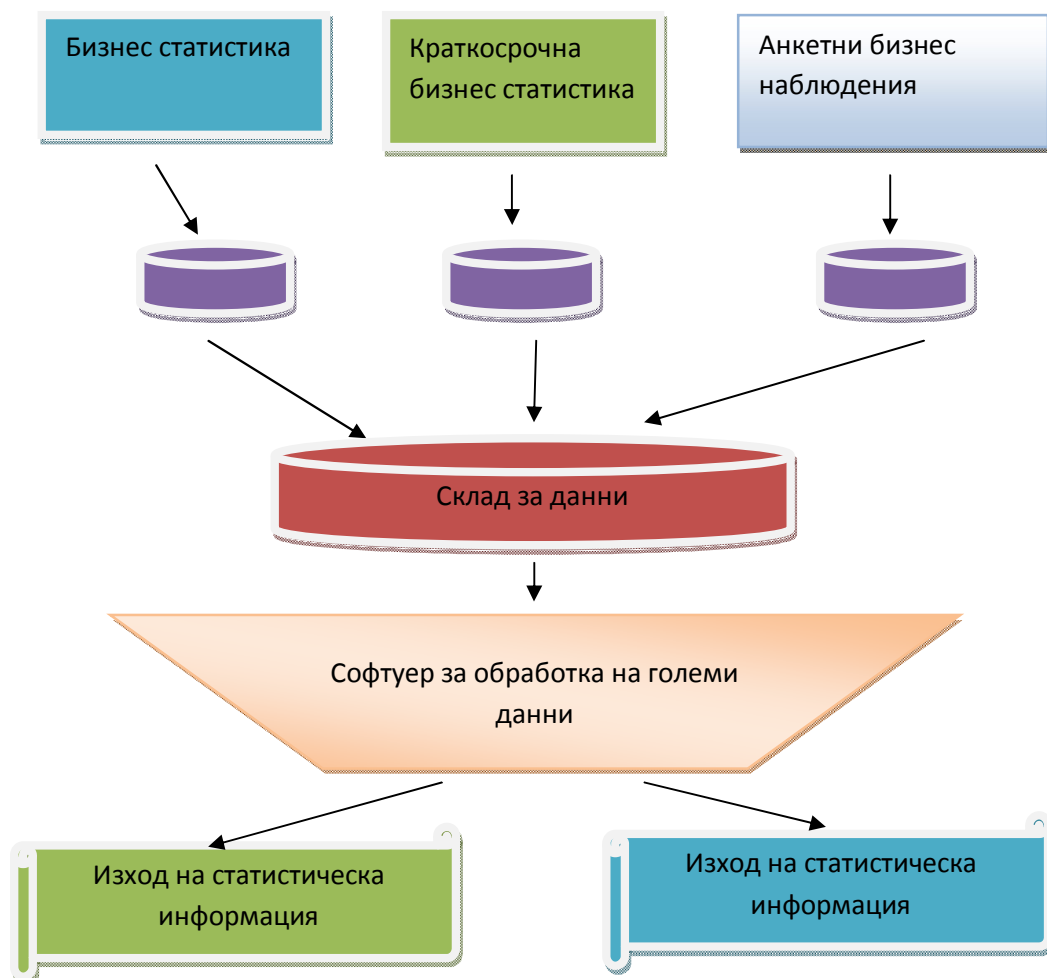 Бизнес статистика
Краткосрочна
бизнес статистика
Анкетни бизнес
наблюдения
Склад за данни
Софтуер за обработка на големи
данни
Изход на статистическа
информация
Изход на статистическа
информация